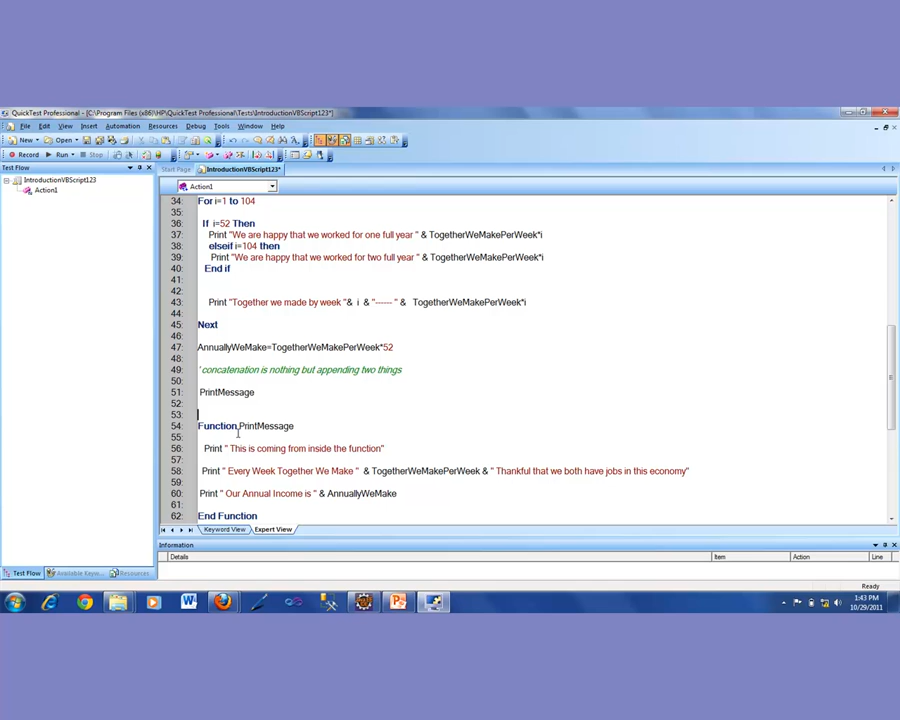 QuickTest Professional - [C:\Program Files (x86)\HP\QuickTest Professional\Tests\IntroductionVBScript123*]
File Edit View Insert Automation Resources Debug Tools Window Help
New Open
Record Run Stop
Test Flow
Start Page IntroductionVBScript123*
IntroductionVBScript123
Action1
Action1
34: For i=1 to 104
35:
36: If i=52 Then
37: Print "We are happy that we worked for one full year " & TogetherWeMakePerWeek*i
38: elseif i=104 then
39: Print "We are happy that we worked for two full year " & TogetherWeMakePerWeek*i
40: End if
41:
42:
43: Print "Together we made by week "& i & "------ " & TogetherWeMakePerWeek*i
44:
45: Next
46:
47: AnnuallyWeMake=TogetherWeMakePerWeek*52
48:
49: ' concatenation is nothing but appending two things
50:
51: PrintMessage
52:
53:
54: Function PrintMessage
55:
56: Print " This is coming from inside the function"
57:
58: Print " Every Week Together We Make " & TogetherWeMakePerWeek & " Thankful that we both have jobs in this economy"
59:
60: Print " Our Annual Income is " & AnnuallyWeMake
61:
62: End Function
Keyword View Expert View
Information
Details Item Action Line
Test Flow Available Keyw... Resources
Ready
1:43 PM
10/29/2011